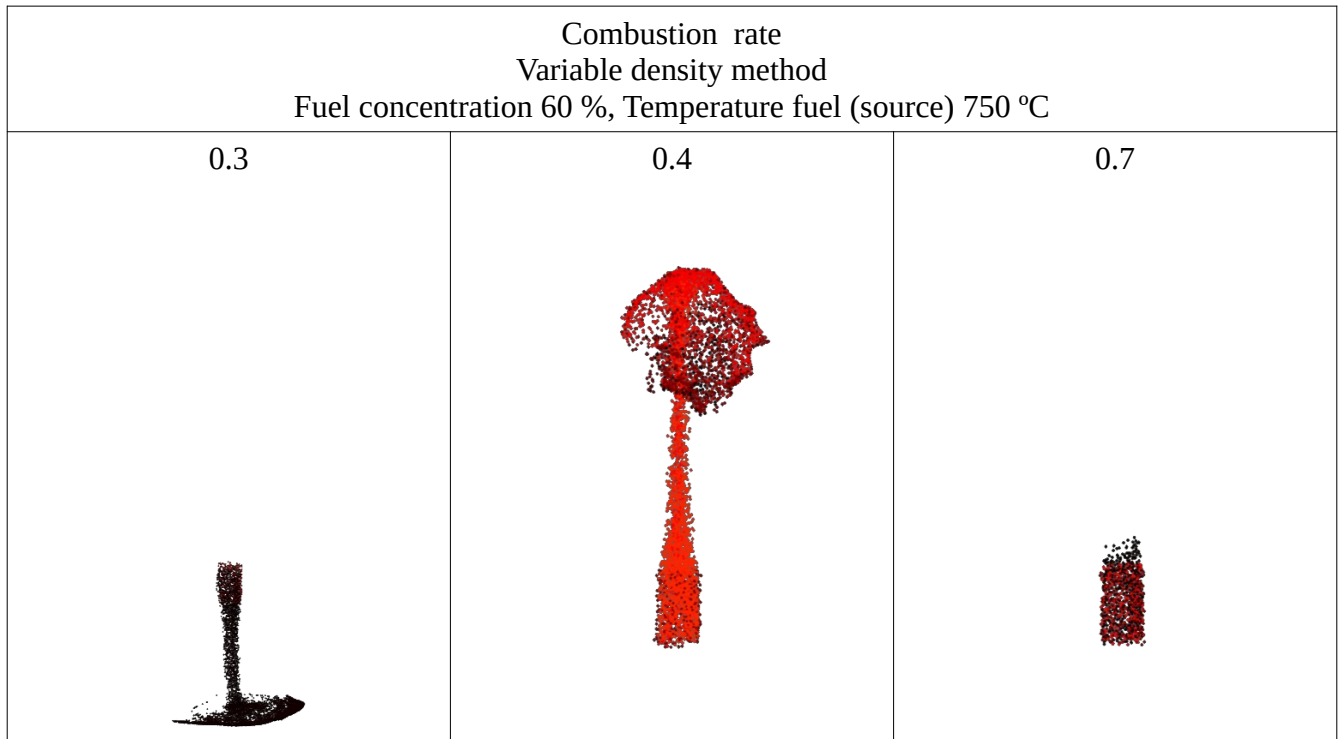 Combustion rate
Variable density method
Fuel concentration 60 %, Temperature fuel (source) 750 ºC
0.3
0.4
0.7